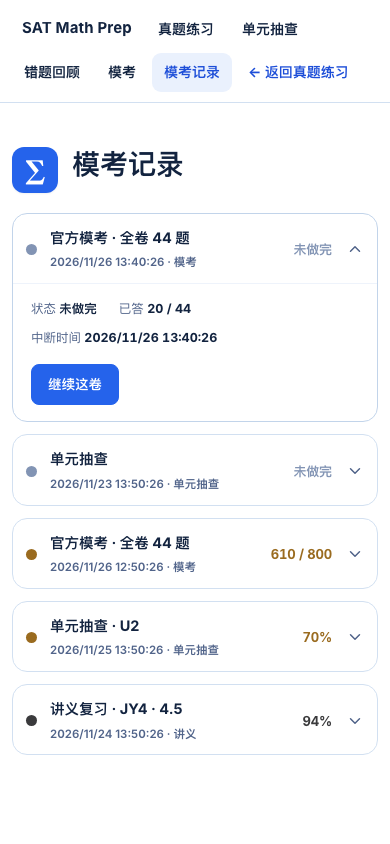 SAT Math Prep 真题练习 单元抽查
错题回顾 模考 模考记录 ← 返回真题练习
Σ 模考记录
官方模考 · 全卷 44 题
未做完
2026/11/26 13:40:26 · 模考
状态 未做完 已答 20 / 44
中断时间 2026/11/26 13:40:26
继续这卷
单元抽查
未做完
2026/11/23 13:50:26 · 单元抽查
官方模考 · 全卷 44 题
610 / 800
2026/11/26 12:50:26 · 模考
单元抽查 · U2
70%
2026/11/25 13:50:26 · 单元抽查
讲义复习 · JY4 · 4.5
94%
2026/11/24 13:50:26 · 讲义